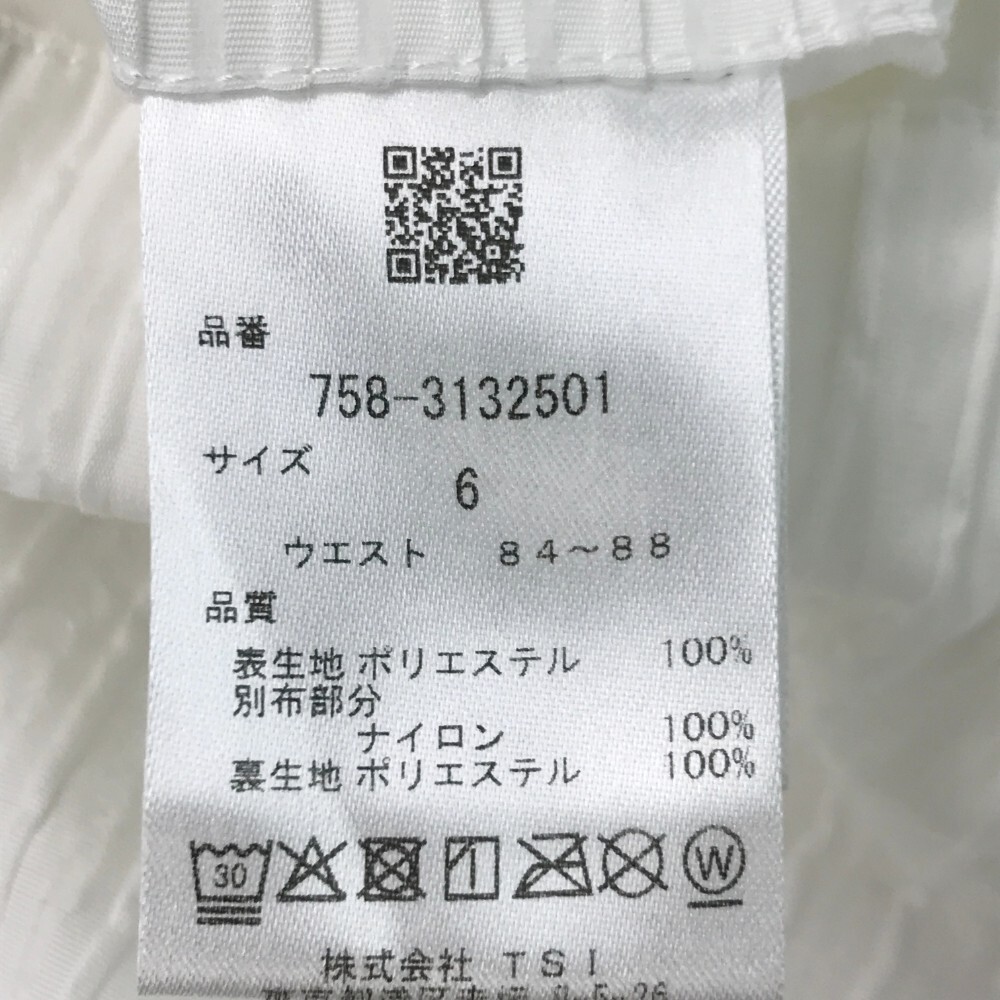 品番
758-3132501
サイズ
6
ウエスト 84～88
品質
表生地 ポリエステル 100%
別布部分
ナイロン 100%
裏生地 ポリエステル 100%
30
W
株式会社 TSI